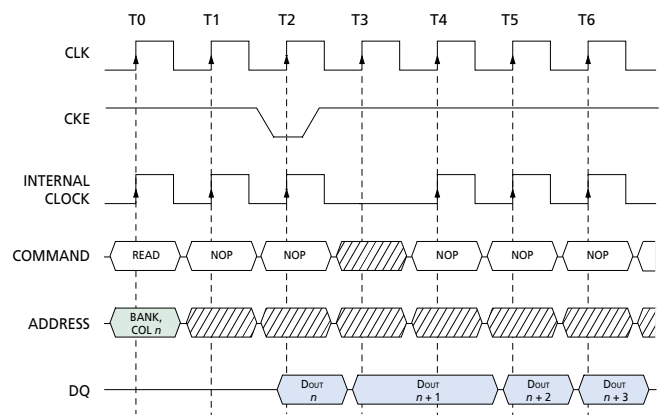 T0 T1 T2 T3 T4 T5 T6
CLK
CKE
INTERNAL
CLOCK
COMMAND READ NOP NOP NOP NOP NOP
ADDRESS BANK,
COL n
DQ DOUT DOUT DOUT DOUT
n n + 1 n + 2 n + 3